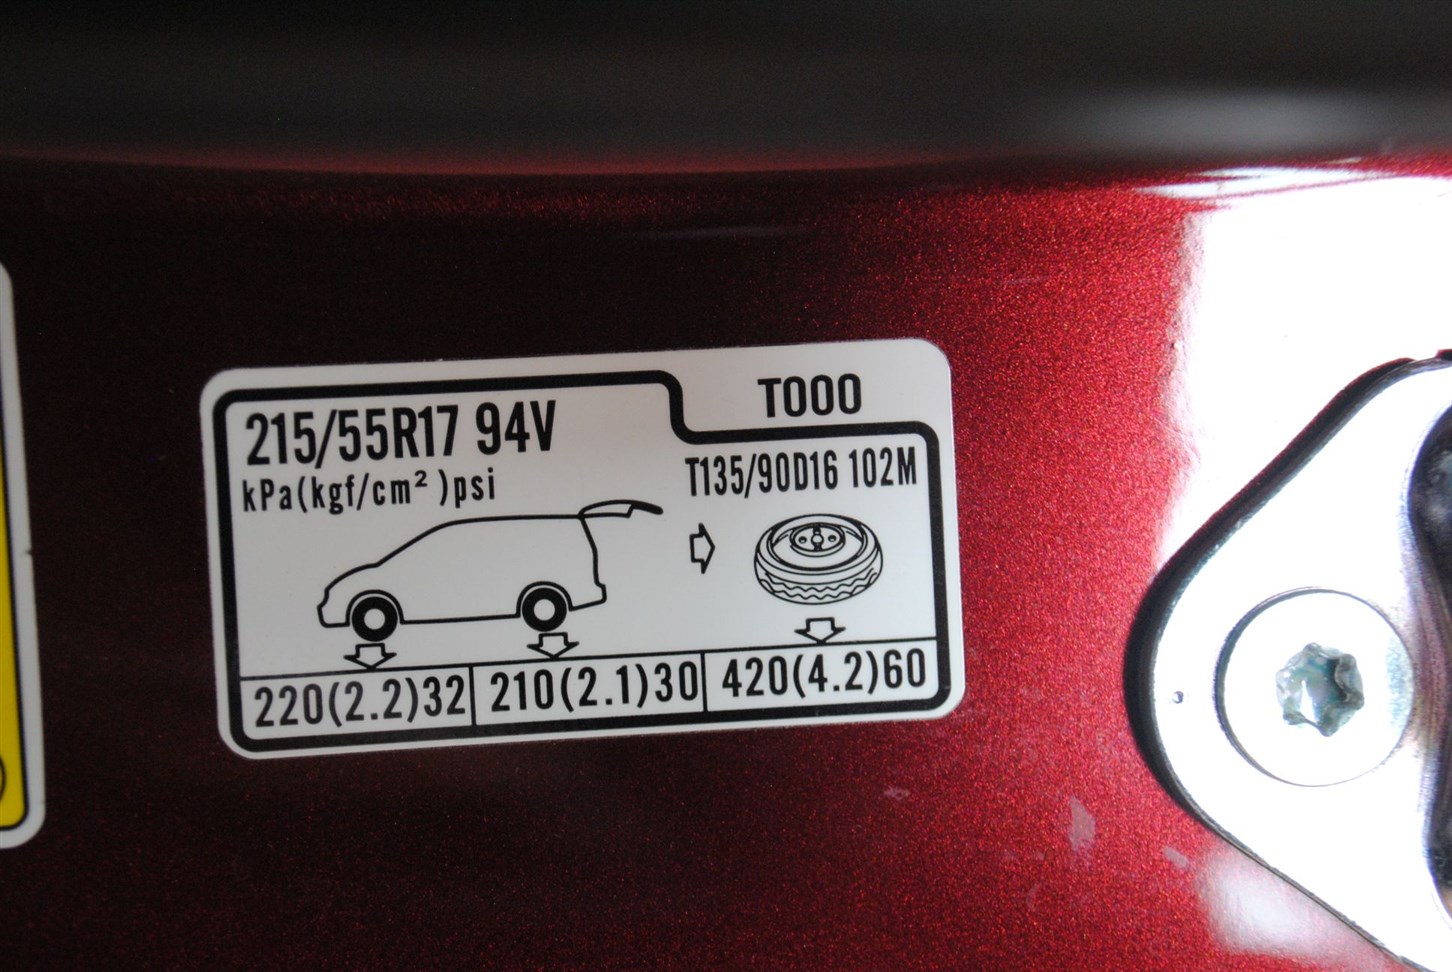 215/55R17 94V
kPa(kgf/cm²)psi
TOOO
T135/90D16 102M
220(2.2)32
210(2.1)30
420(4.2)60